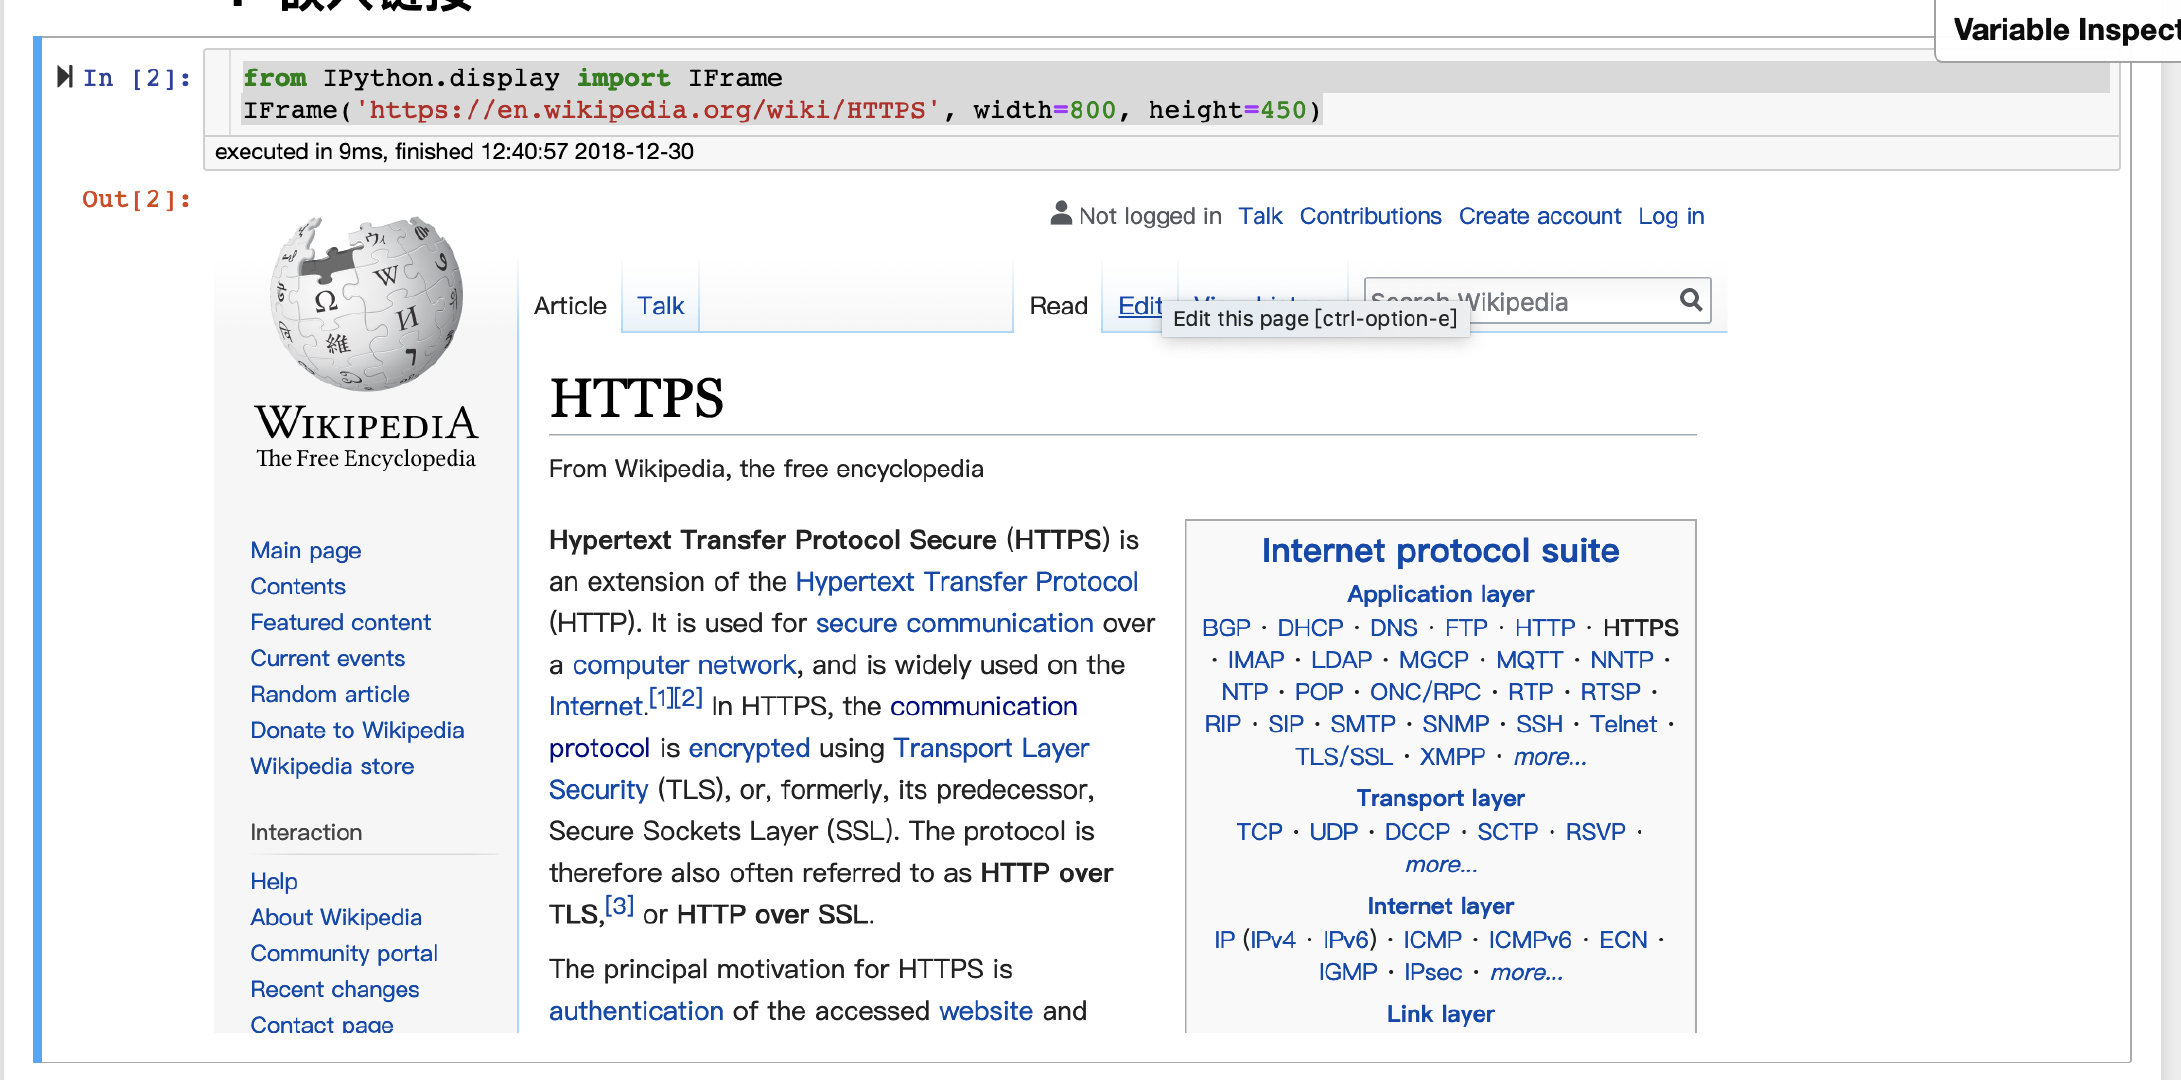 嵌入链接
Variable Inspect
In [2]:
from IPython.display import IFrame
IFrame('https://en.wikipedia.org/wiki/HTTPS', width=800, height=450)
executed in 9ms, finished 12:40:57 2018-12-30
Out[2]:
Not logged in Talk Contributions Create account Log in
Article Talk Read Edit View history Search Wikipedia
Edit this page [ctrl-option-e]
WIKIPEDIA
The Free Encyclopedia
Main page
Contents
Featured content
Current events
Random article
Donate to Wikipedia
Wikipedia store
Interaction
Help
About Wikipedia
Community portal
Recent changes
Contact page
HTTPS
From Wikipedia, the free encyclopedia
Hypertext Transfer Protocol Secure (HTTPS) is
an extension of the Hypertext Transfer Protocol
(HTTP). It is used for secure communication over
a computer network, and is widely used on the
Internet.[1][2] In HTTPS, the communication
protocol is encrypted using Transport Layer
Security (TLS), or, formerly, its predecessor,
Secure Sockets Layer (SSL). The protocol is
therefore also often referred to as HTTP over
TLS,[3] or HTTP over SSL.
The principal motivation for HTTPS is
authentication of the accessed website and
Internet protocol suite
Application layer
BGP · DHCP · DNS · FTP · HTTP · HTTPS
· IMAP · LDAP · MGCP · MQTT · NNTP ·
NTP · POP · ONC/RPC · RTP · RTSP ·
RIP · SIP · SMTP · SNMP · SSH · Telnet ·
TLS/SSL · XMPP · more...
Transport layer
TCP · UDP · DCCP · SCTP · RSVP ·
more...
Internet layer
IP (IPv4 · IPv6) · ICMP · ICMPv6 · ECN ·
IGMP · IPsec · more...
Link layer